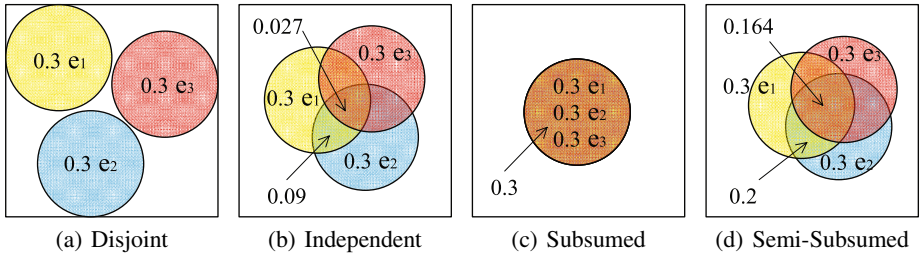 0.3 e1
0.3 e3
0.3 e2
(a) Disjoint
0.027
0.3 e3
0.3 e1
0.3 e2
0.09
(b) Independent
0.3 e1
0.3 e2
0.3 e3
0.3
(c) Subsumed
0.164
0.3 e3
0.3 e1
0.3 e2
0.2
(d) Semi-Subsumed